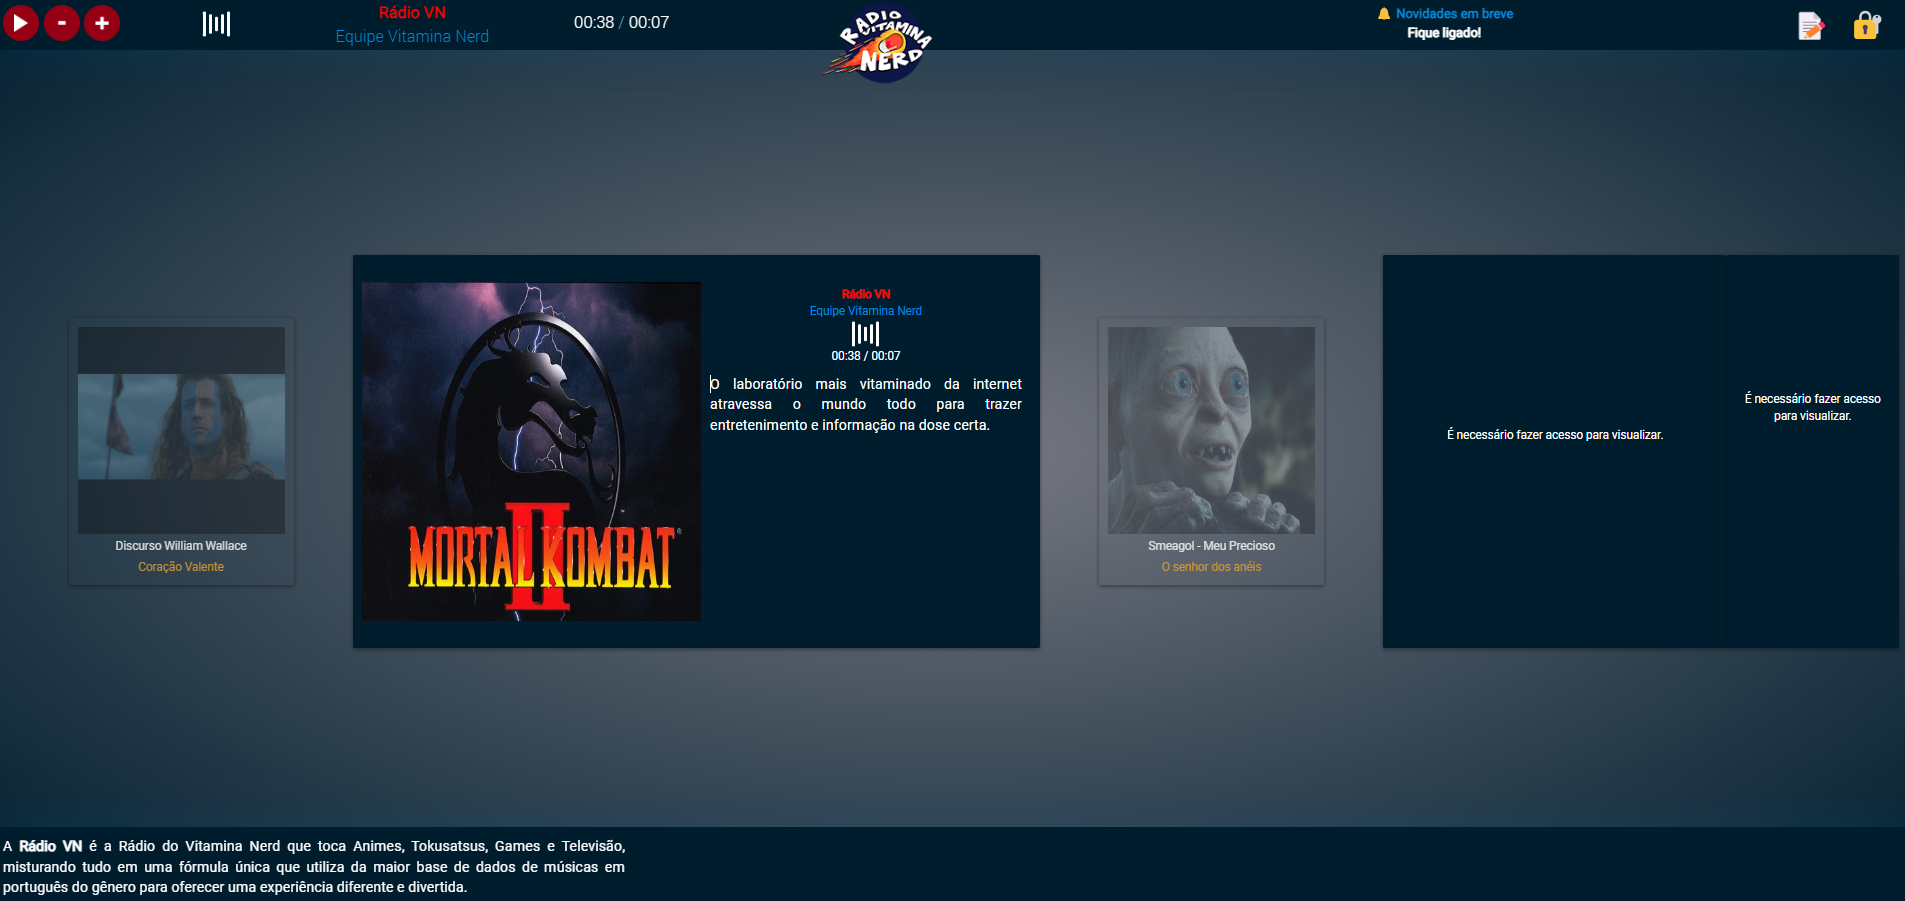 Rádio VN
Equipe Vitamina Nerd
00:38 / 00:07
RADIO
VITAMINA
NERD
Novidades em breve
Fique ligado!
Discurso William Wallace
Coração Valente
II
MORTAL KOMBAT
Rádio VN
Equipe Vitamina Nerd
00:38 / 00:07
O laboratório mais vitaminado da internet
atravessa o mundo todo para trazer
entretenimento e informação na dose certa.
Smeagol - Meu Precioso
O senhor dos anéis
É necessário fazer acesso para visualizar.
É necessário fazer acesso
para visualizar.
A Rádio VN é a Rádio do Vitamina Nerd que toca Animes, Tokusatsus, Games e Televisão,
misturando tudo em uma fórmula única que utiliza da maior base de dados de músicas em
português do gênero para oferecer uma experiência diferente e divertida.